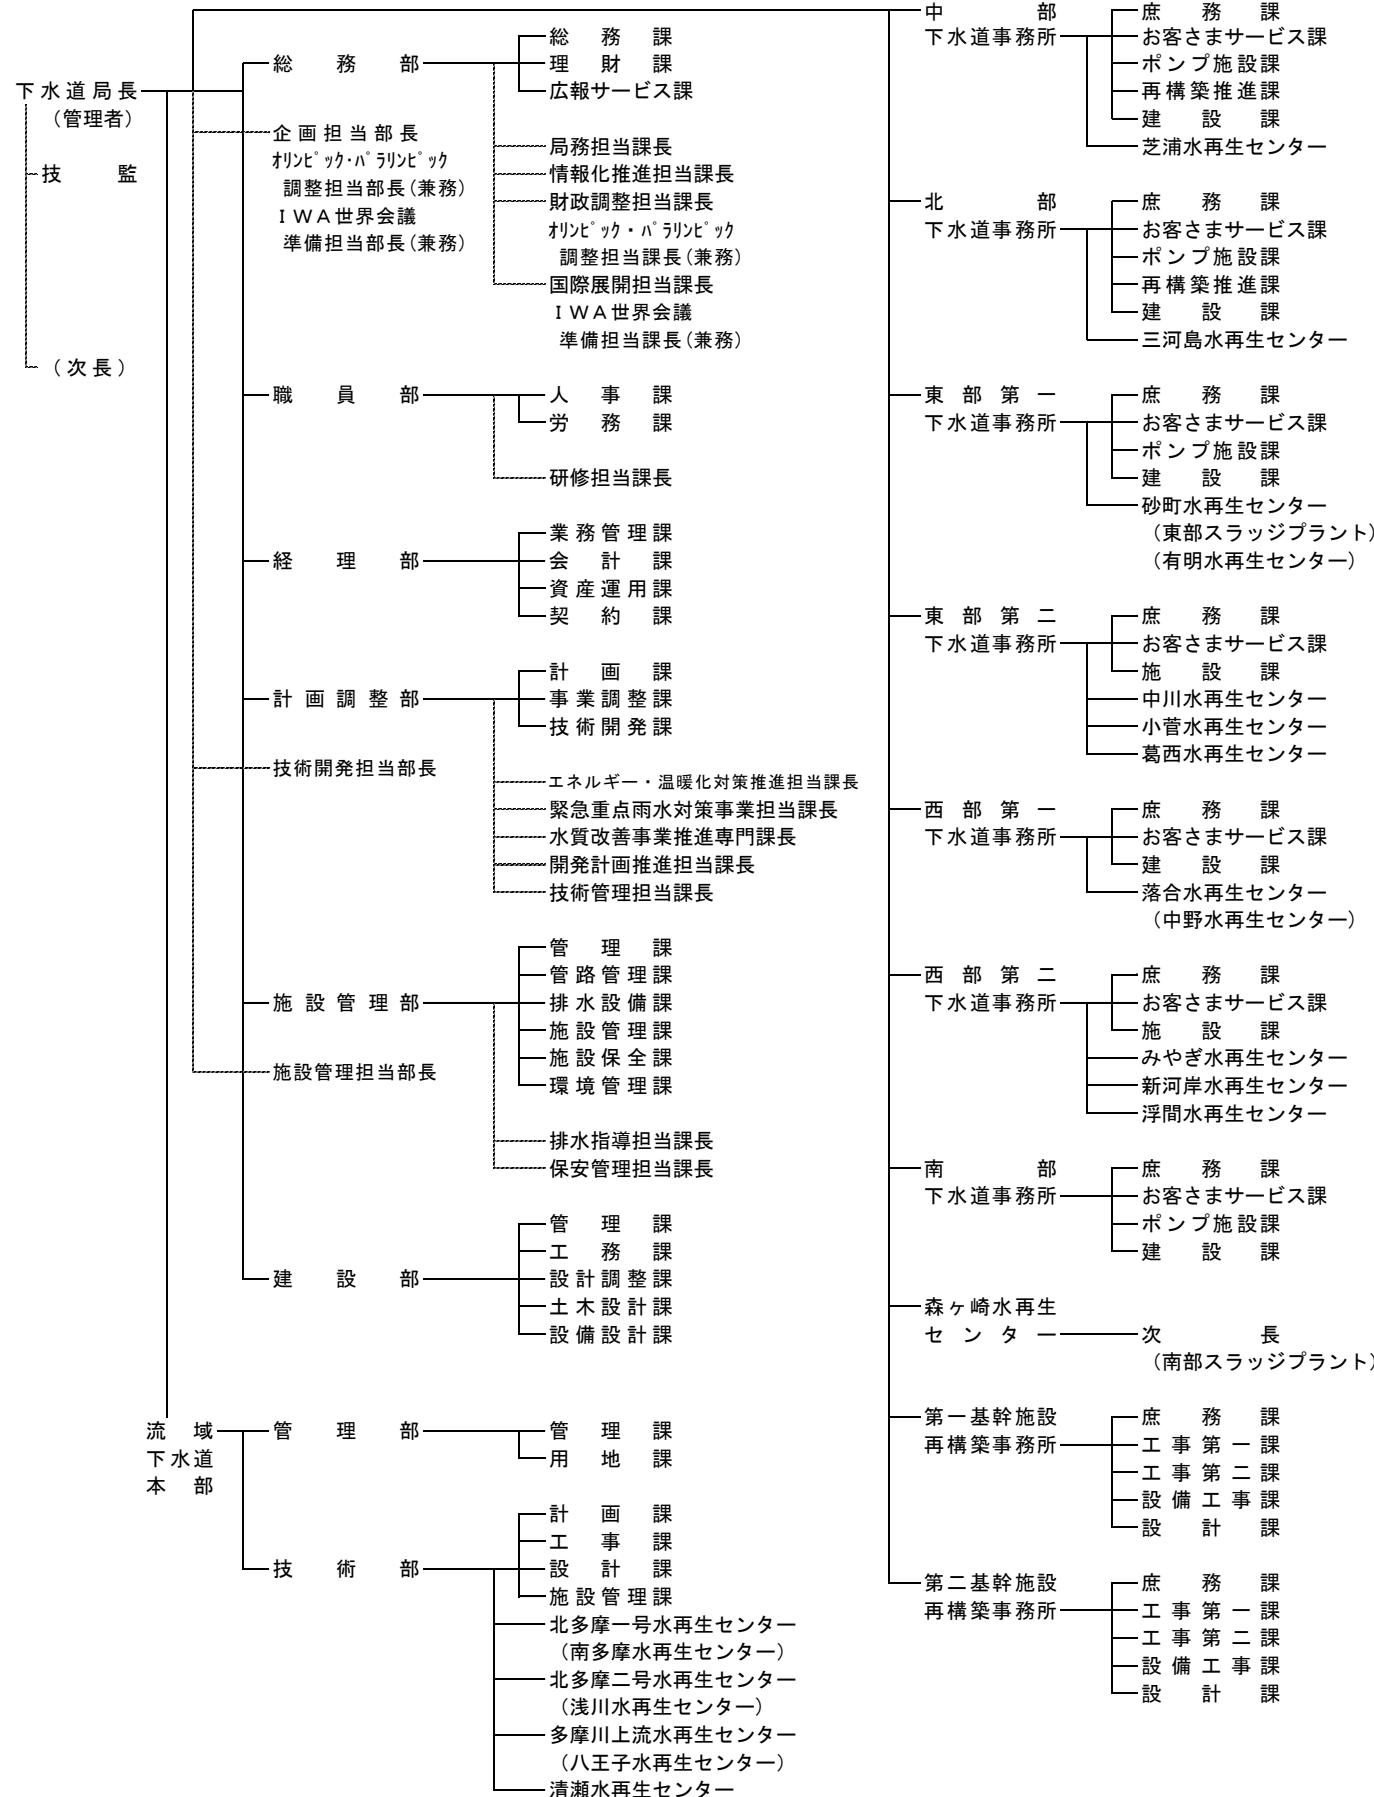 下水道局長
（管理者）
技監
（次長）
総務部
総務課
理財課
広報サービス課
局務担当課長
情報化推進担当課長
財政調整担当課長
ｵﾘﾝﾋﾟｯｸ・ﾊﾟﾗﾘﾝﾋﾟｯｸ
調整担当課長(兼務)
国際展開担当課長
ＩＷＡ世界会議
準備担当課長(兼務)
企画担当部長
ｵﾘﾝﾋﾟｯｸ・ﾊﾟﾗﾘﾝﾋﾟｯｸ
調整担当部長(兼務)
ＩＷＡ世界会議
準備担当部長(兼務)
職員部
人事課
労務課
研修担当課長
経理部
業務管理課
会計課
資産運用課
契約課
計画調整部
計画課
事業調整課
技術開発課
エネルギー・温暖化対策推進担当課長
緊急重点雨水対策事業担当課長
水質改善事業推進専門課長
開発計画推進担当課長
技術管理担当課長
技術開発担当部長
施設管理部
管理課
管路管理課
排水設備課
施設管理課
施設保全課
環境管理課
排水指導担当課長
保安管理担当課長
施設管理担当部長
建設部
管理課
工務課
設計調整課
土木設計課
設備設計課
流域
下水道
本部
管理部
管理課
用地課
技術部
計画課
工事課
設計課
施設管理課
北多摩一号水再生センター
（南多摩水再生センター）
北多摩二号水再生センター
（浅川水再生センター）
多摩川上流水再生センター
（八王子水再生センター）
清瀬水再生センター
中部
下水道事務所
庶務課
お客さまサービス課
ポンプ施設課
再構築推進課
建設課
芝浦水再生センター
北部
下水道事務所
庶務課
お客さまサービス課
ポンプ施設課
再構築推進課
建設課
三河島水再生センター
東部第一
下水道事務所
庶務課
お客さまサービス課
ポンプ施設課
建設課
砂町水再生センター
（東部スラッジプラント）
（有明水再生センター）
東部第二
下水道事務所
庶務課
お客さまサービス課
施設課
中川水再生センター
小菅水再生センター
葛西水再生センター
西部第一
下水道事務所
庶務課
お客さまサービス課
建設課
落合水再生センター
（中野水再生センター）
西部第二
下水道事務所
庶務課
お客さまサービス課
施設課
みやぎ水再生センター
新河岸水再生センター
浮間水再生センター
南部
下水道事務所
庶務課
お客さまサービス課
ポンプ施設課
建設課
森ヶ崎水再生
センター
次長
（南部スラッジプラント）
第一基幹施設
再構築事務所
庶務課
工事第一課
工事第二課
設備工事課
設計課
第二基幹施設
再構築事務所
庶務課
工事第一課
工事第二課
設備工事課
設計課